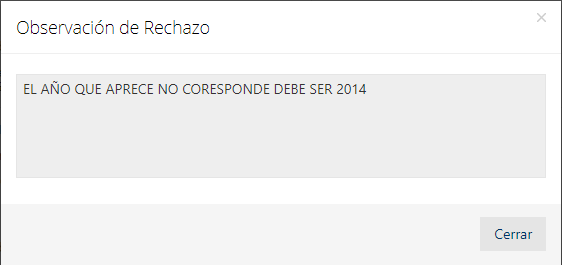 Observación de Rechazo
×
EL AÑO QUE APRECE NO CORESPONDE DEBE SER 2014
Cerrar